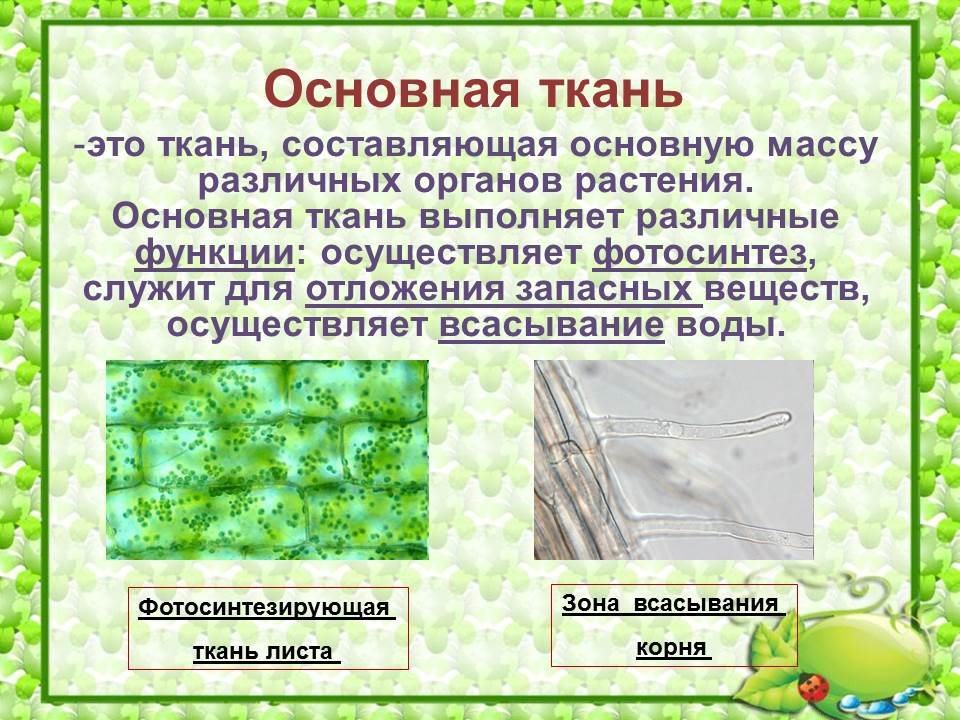 Основная ткань
-это ткань, составляющая основную массу
различных органов растения.
Основная ткань выполняет различные
функции: осуществляет фотосинтез,
служит для отложения запасных веществ,
осуществляет всасывание воды.
Фотосинтезирующая
ткань листа
Зона всасывания
корня